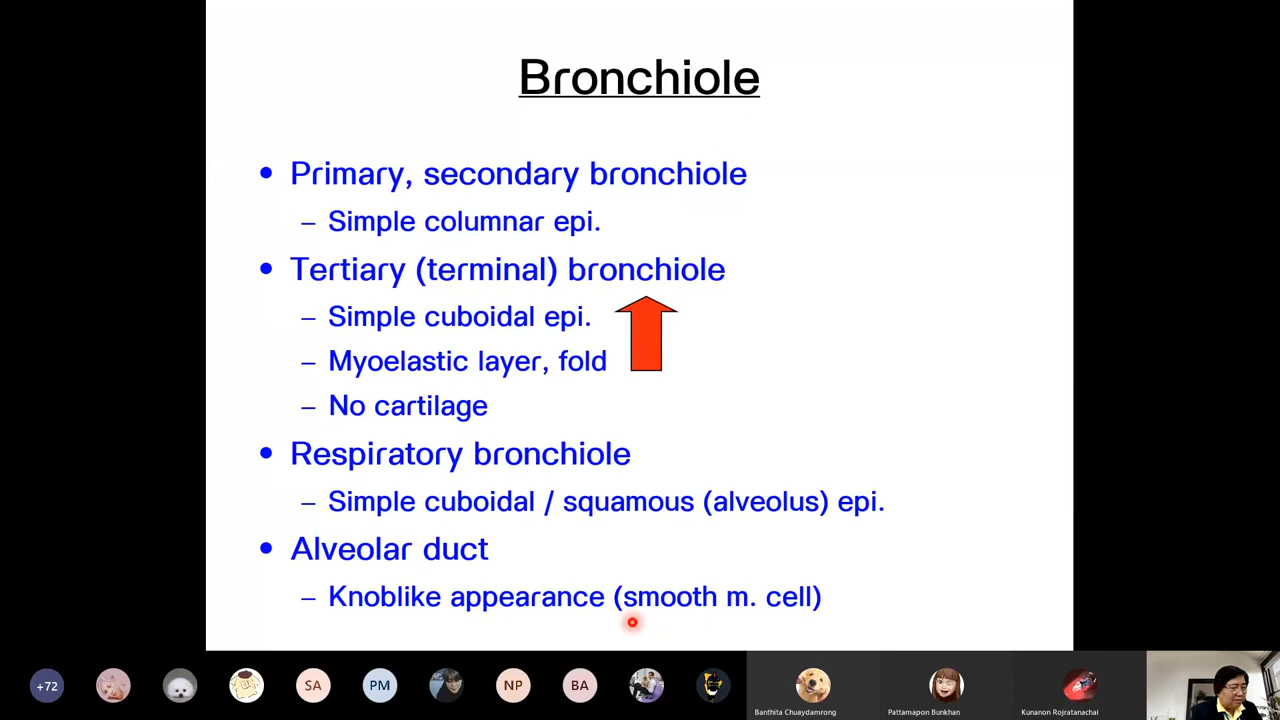 Bronchiole
• Primary, secondary bronchiole
– Simple columnar epi.
• Tertiary (terminal) bronchiole
– Simple cuboidal epi.
– Myoelastic layer, fold
– No cartilage
• Respiratory bronchiole
– Simple cuboidal / squamous (alveolus) epi.
• Alveolar duct
– Knoblike appearance (smooth m. cell)
+72 SA PM NP BA
Banthita Chuaydamrong Pattamapon Bunkhan Kunanon Rojratanachai